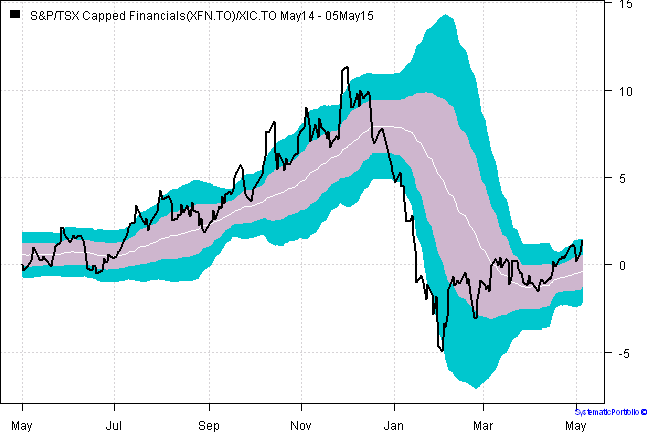 S&P/TSX Capped Financials(XFN.TO)/XIC.TO May14 - 05May15
15
10
5
0
-5
SystematicPortfolio ©
May Jul Sep Nov Jan Mar May